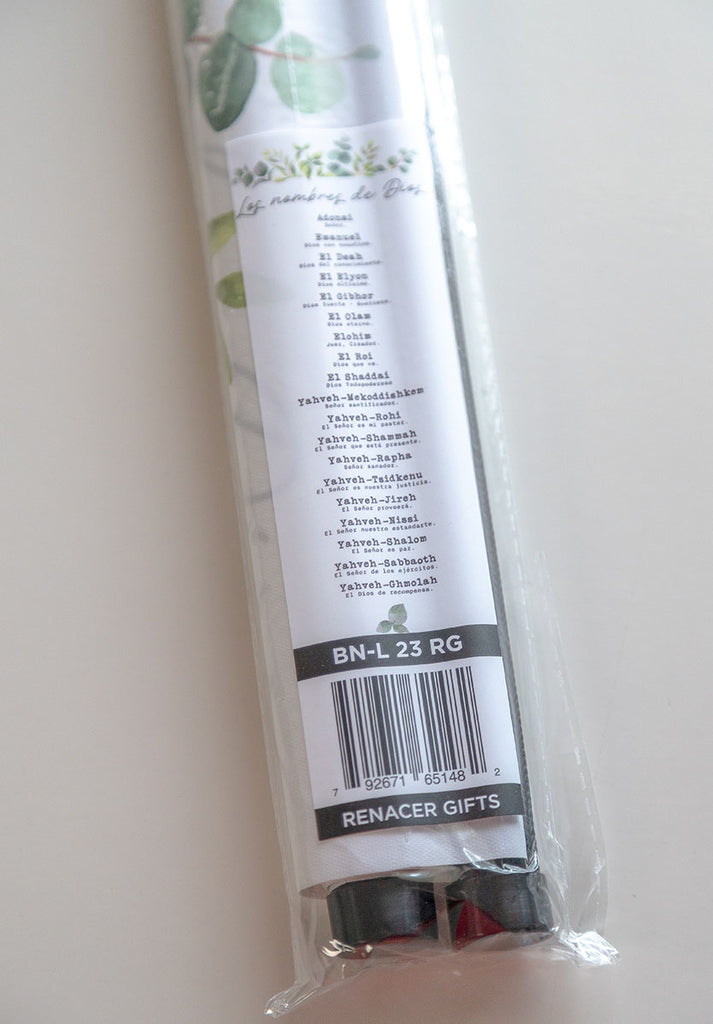 Los nombres de Dios
Adonai
Señor.
Emanuel
Dios con nosotros.
El Deah
Dios del conocimiento.
El Elyon
Dios altísimo.
El Gibhor
Dios fuerte - Guerrero.
El Olam
Dios eterno.
Elohim
Juez, Creador.
El Roi
Dios que ve.
El Shaddai
Dios Todopoderoso
Yahveh-Mekoddishkem
Señor santificador.
Yahveh-Rohi
El Señor es mi pastor.
Yahveh-Shammah
El Señor que está presente.
Yahveh-Rapha
Señor sanador.
Yahveh-Tsidkenu
El Señor es nuestra justicia.
Yahveh-Jireh
El Señor proveerá.
Yahveh-Nissi
El Señor nuestro estandarte.
Yahveh-Shalom
El Señor es paz.
Yahveh-Sabbaoth
El Señor de los ejércitos.
Yahveh-Ghmolah
El Dios de recompensa.
BN-L 23 RG
7 92671 65148 2
RENACER GIFTS